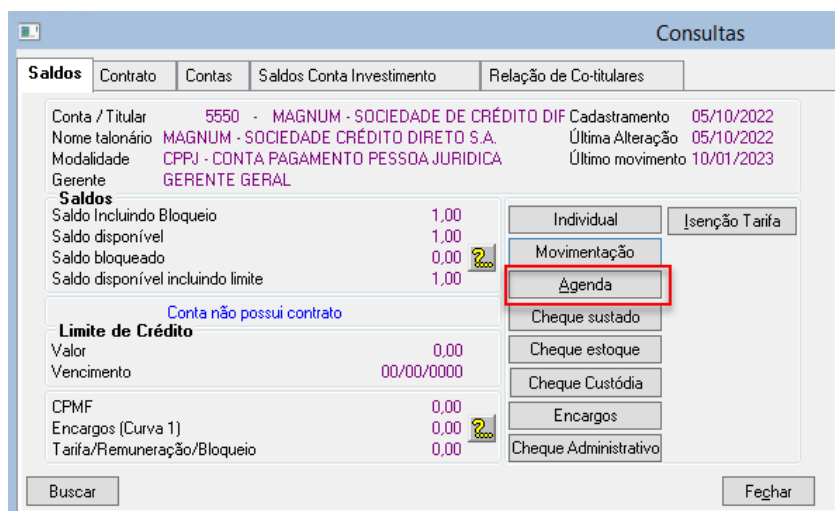 Consultas
Saldos Contrato Contas Saldos Conta Investimento Relação de Co-titulares
Conta / Titular 5550 - MAGNUM - SOCIEDADE DE CRÉDITO DIF Cadastramento 05/10/2022
Nome talonário MAGNUM - SOCIEDADE CRÉDITO DIRETO S.A. Última Alteração 05/10/2022
Modalidade CPPJ - CONTA PAGAMENTO PESSOA JURIDICA Último movimento 10/01/2023
Gerente GERENTE GERAL
Saldos
Saldo Incluindo Bloqueio 1,00
Saldo disponível 1,00
Saldo bloqueado 0,00
Saldo disponível incluindo limite 1,00
Conta não possui contrato
Limite de Crédito
Valor 0,00
Vencimento 00/00/0000
CPMF 0,00
Encargos (Curva 1) 0,00
Tarifa/Remuneração/Bloqueio 0,00
Individual Isenção Tarifa
Movimentação
Agenda
Cheque sustado
Cheque estoque
Cheque Custódia
Encargos
Cheque Administrativo
Buscar Fechar